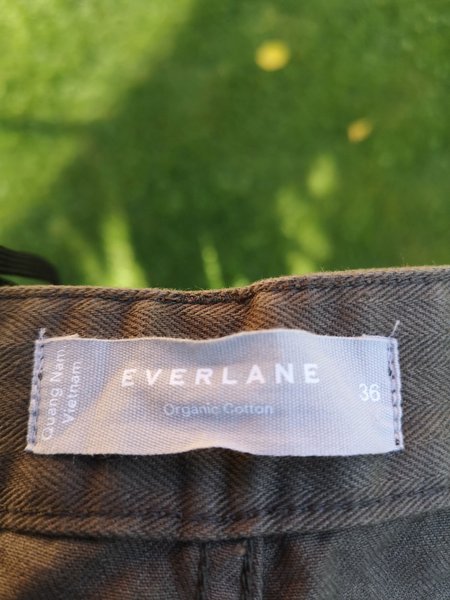 Quang Nam,
Vietnam
EVERLANE
Organic Cotton
36